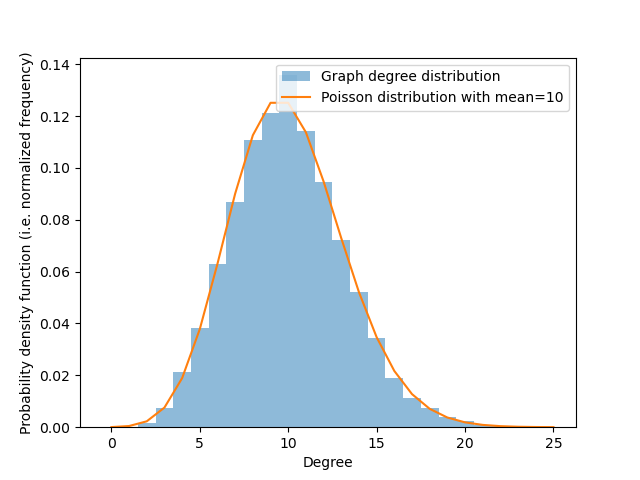 Graph degree distribution
Poisson distribution with mean=10
Probability density function (i.e. normalized frequency)
0.14
0.12
0.10
0.08
0.06
0.04
0.02
0.00
0 5 10 15 20 25
Degree